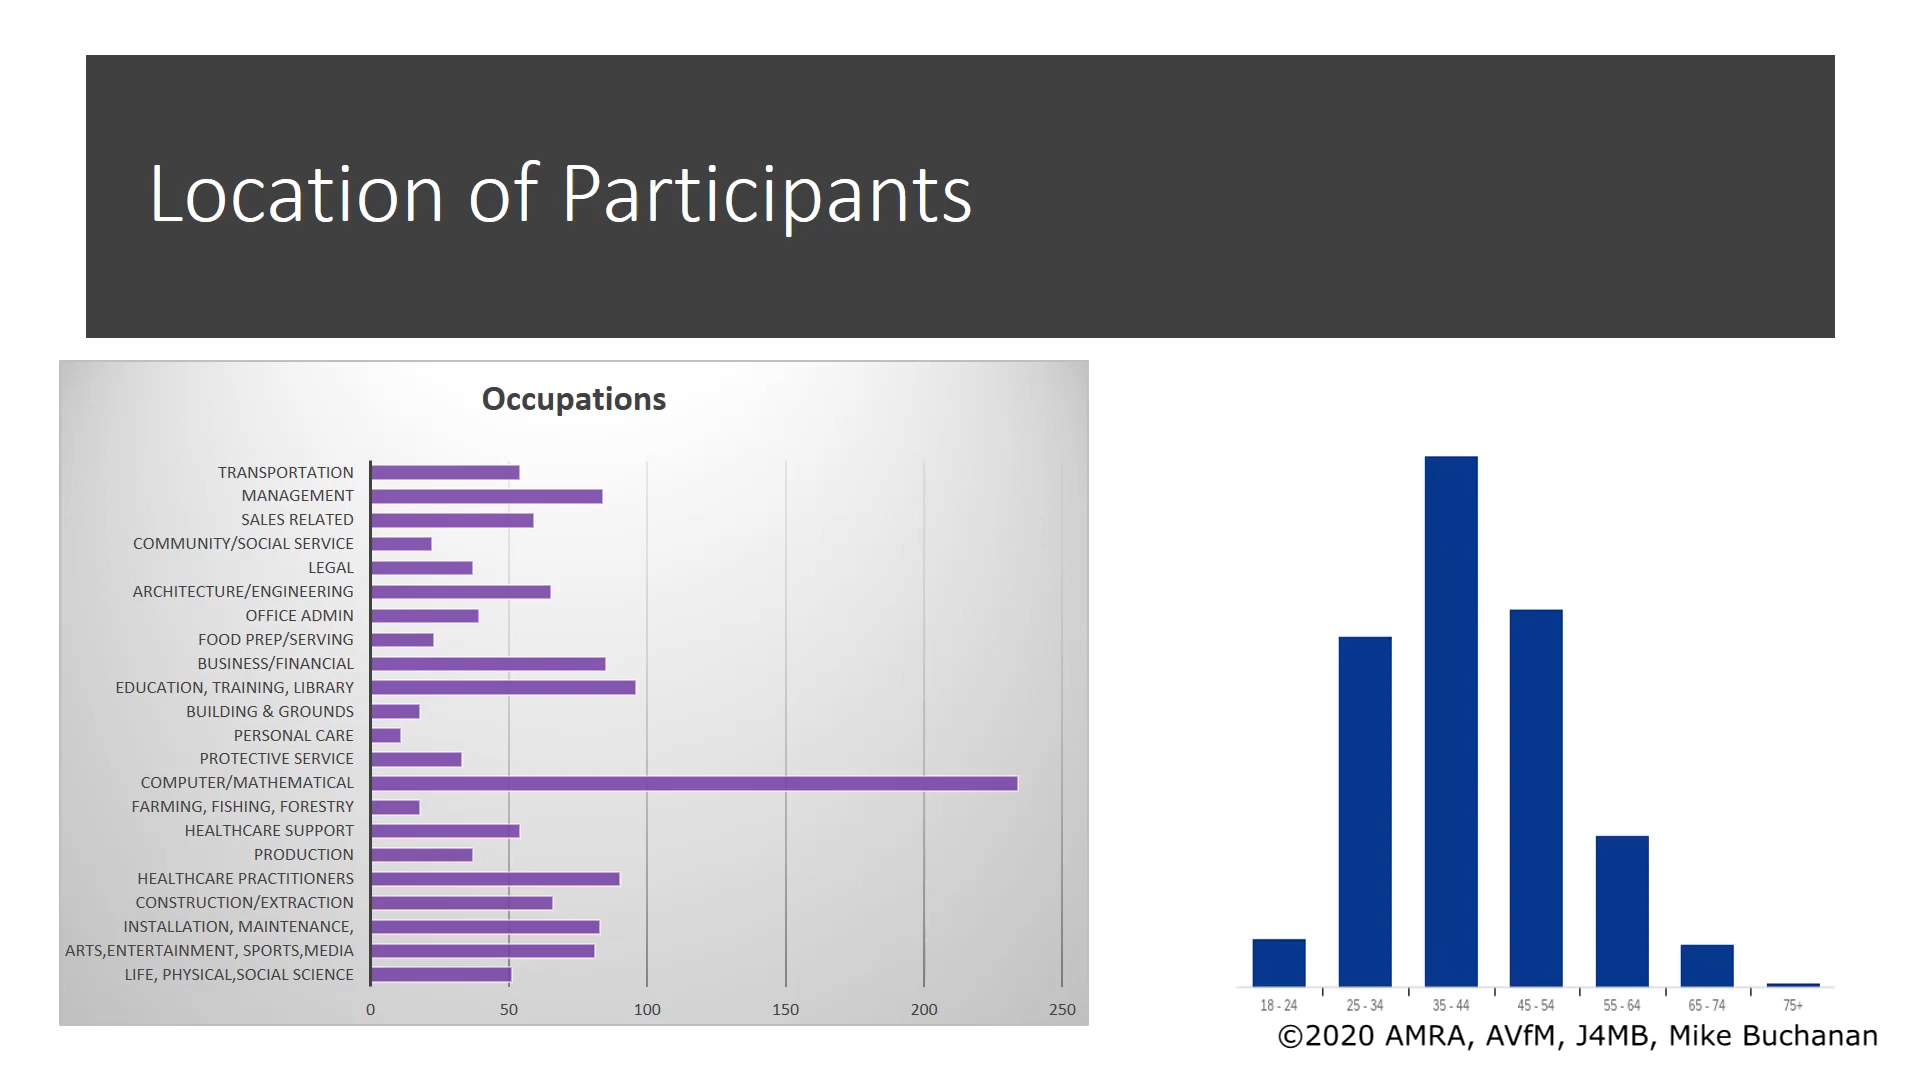 Location of Participants
Occupations
TRANSPORTATION
MANAGEMENT
SALES RELATED
COMMUNITY/SOCIAL SERVICE
LEGAL
ARCHITECTURE/ENGINEERING
OFFICE ADMIN
FOOD PREP/SERVING
BUSINESS/FINANCIAL
EDUCATION, TRAINING, LIBRARY
BUILDING & GROUNDS
PERSONAL CARE
PROTECTIVE SERVICE
COMPUTER/MATHEMATICAL
FARMING, FISHING, FORESTRY
HEALTHCARE SUPPORT
PRODUCTION
HEALTHCARE PRACTITIONERS
CONSTRUCTION/EXTRACTION
INSTALLATION, MAINTENANCE,
ARTS,ENTERTAINMENT, SPORTS,MEDIA
LIFE, PHYSICAL,SOCIAL SCIENCE
0 50 100 150 200 250
18 - 24 25 - 34 35 - 44 45 - 54 55 - 64 65 - 74 75+
©2020 AMRA, AVfM, J4MB, Mike Buchanan